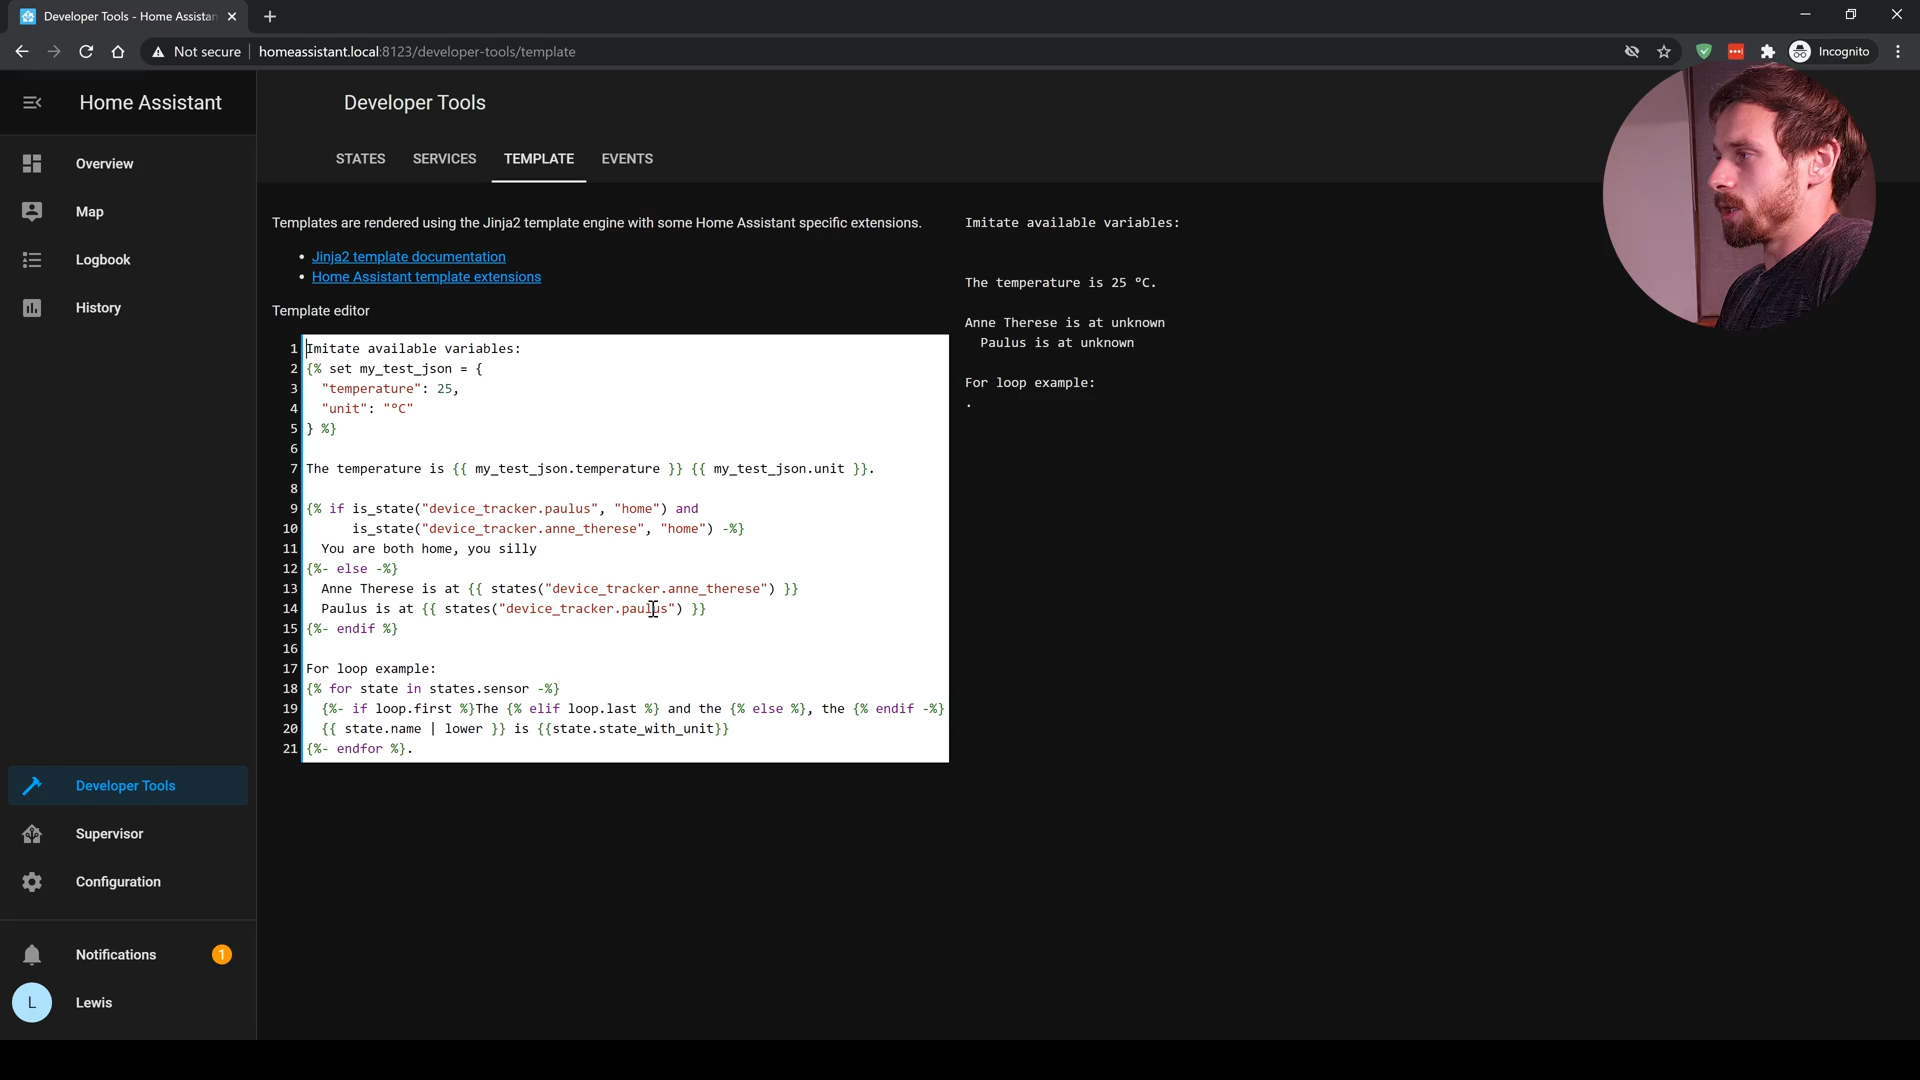 Developer Tools - Home Assistan
Not secure
homeassistant.local:8123/developer-tools/template
Incognito
Home Assistant
Developer Tools
Overview
Map
Logbook
History
Developer Tools
Supervisor
Configuration
Notifications
1
L
Lewis
STATES
SERVICES
TEMPLATE
EVENTS
Templates are rendered using the Jinja2 template engine with some Home Assistant specific extensions.
• Jinja2 template documentation
• Home Assistant template extensions
Template editor
1 Imitate available variables:
2 {% set my_test_json = {
3   "temperature": 25,
4   "unit": "°C"
5 } %}
6
7 The temperature is {{ my_test_json.temperature }} {{ my_test_json.unit }}.
8
9 {% if is_state("device_tracker.paulus", "home") and
10       is_state("device_tracker.anne_therese", "home") -%}
11   You are both home, you silly
12 {%- else -%}
13   Anne Therese is at {{ states("device_tracker.anne_therese") }}
14   Paulus is at {{ states("device_tracker.paulus") }}
15 {%- endif %}
16
17 For loop example:
18 {% for state in states.sensor -%}
19   {%- if loop.first %}The {% elif loop.last %} and the {% else %}, the {% endif -%}
20   {{ state.name | lower }} is {{state.state_with_unit}}
21 {%- endfor %}.
Imitate available variables:
The temperature is 25 °C.
Anne Therese is at unknown
Paulus is at unknown
For loop example:
.